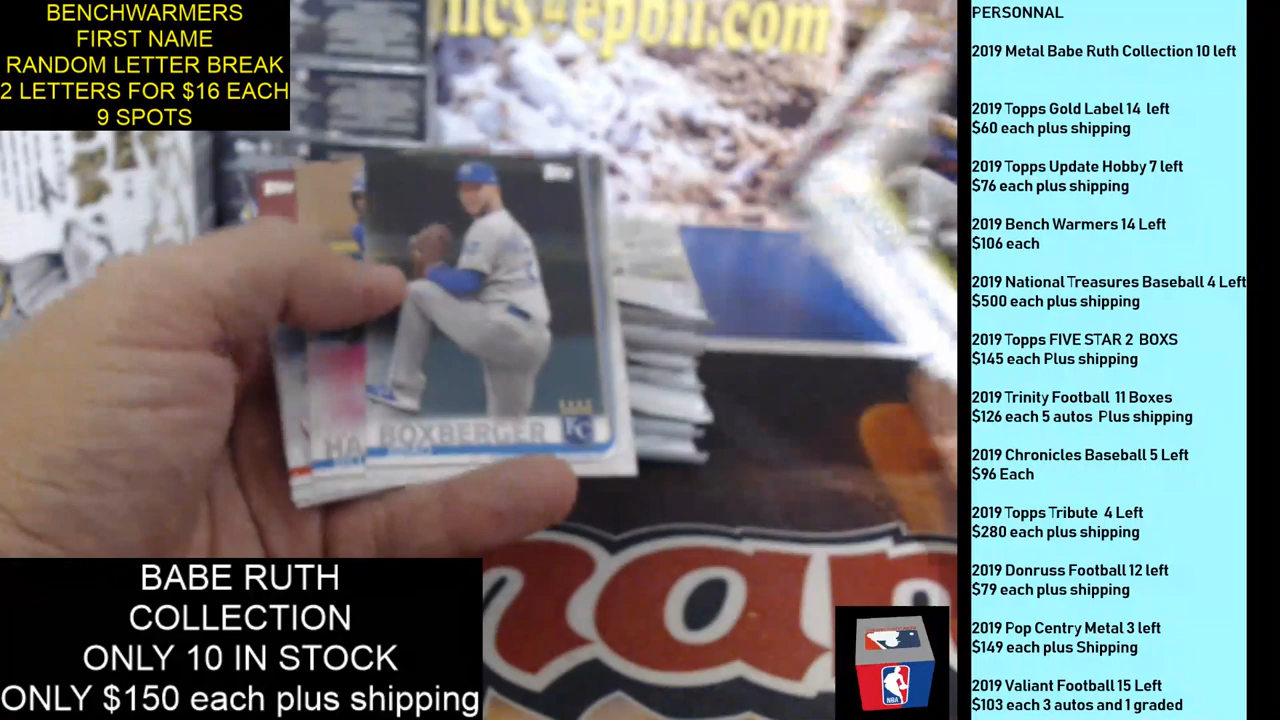 BENCHWARMERS
FIRST NAME
RANDOM LETTER BREAK
2 LETTERS FOR $16 EACH
9 SPOTS
nics@epbll.com
topps
BOXBERGER
KC
HA
BABE RUTH
COLLECTION
ONLY 10 IN STOCK
ONLY $150 each plus shipping
NBA
PERSONNAL
2019 Metal Babe Ruth Collection 10 left
2019 Topps Gold Label 14 left
$60 each plus shipping
2019 Topps Update Hobby 7 left
$76 each plus shipping
2019 Bench Warmers 14 Left
$106 each
2019 National Treasures Baseball 4 Left
$500 each plus shipping
2019 Topps FIVE STAR 2 BOXS
$145 each Plus shipping
2019 Trinity Football 11 Boxes
$126 each 5 autos Plus shipping
2019 Chronicles Baseball 5 Left
$96 Each
2019 Topps Tribute 4 Left
$280 each plus shipping
2019 Donruss Football 12 left
$79 each plus shipping
2019 Pop Centry Metal 3 left
$149 each plus Shipping
2019 Valiant Football 15 Left
$103 each 3 autos and 1 graded